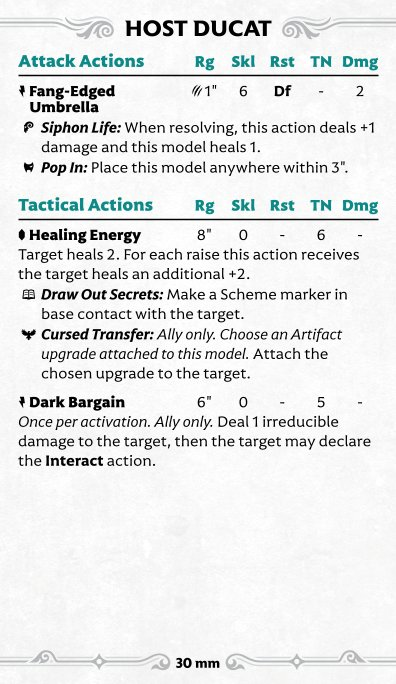 HOST DUCAT
Attack Actions Rg Skl Rst TN Dmg
Fang-Edged 1" 6 Df - 2
Umbrella
Siphon Life: When resolving, this action deals +1
damage and this model heals 1.
Pop In: Place this model anywhere within 3".
Tactical Actions Rg Skl Rst TN Dmg
Healing Energy 8" 0 - 6 -
Target heals 2. For each raise this action receives
the target heals an additional +2.
Draw Out Secrets: Make a Scheme marker in
base contact with the target.
Cursed Transfer: Ally only. Choose an Artifact
upgrade attached to this model. Attach the
chosen upgrade to the target.
Dark Bargain 6" 0 - 5 -
Once per activation. Ally only. Deal 1 irreducible
damage to the target, then the target may declare
the Interact action.
30 mm